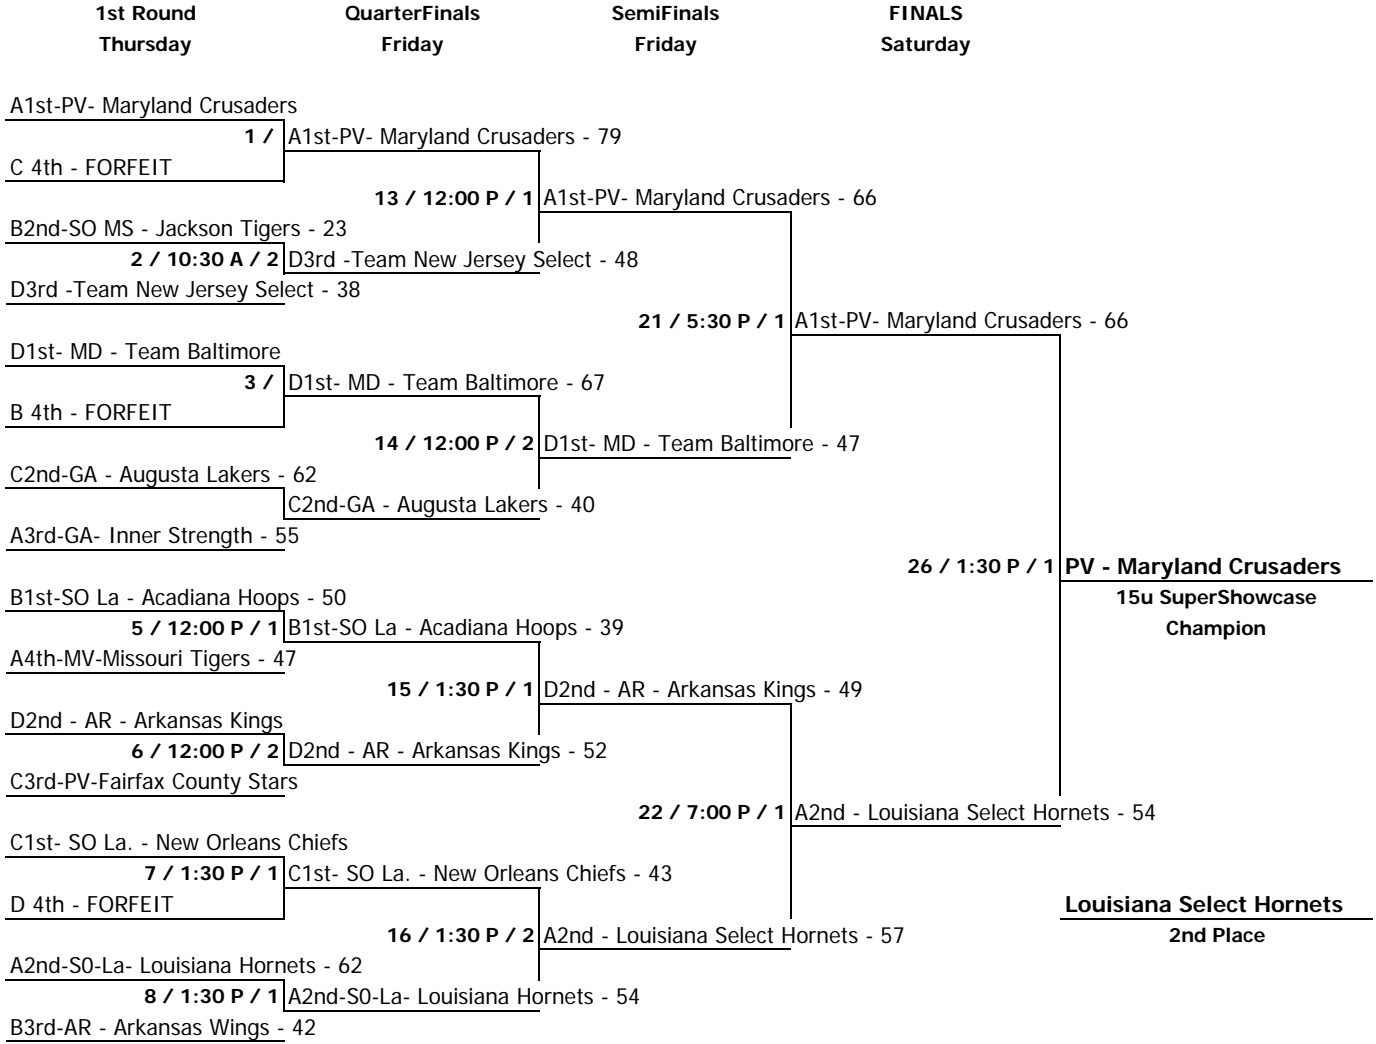 1st Round QuarterFinals SemiFinals FINALS
Thursday Friday Friday Saturday
A1st-PV- Maryland Crusaders
1 / A1st-PV- Maryland Crusaders - 79
C 4th - FORFEIT
13 / 12:00 P / 1 A1st-PV- Maryland Crusaders - 66
B2nd-SO MS - Jackson Tigers - 23
2 / 10:30 A / 2 D3rd -Team New Jersey Select - 48
D3rd -Team New Jersey Select - 38
21 / 5:30 P / 1 A1st-PV- Maryland Crusaders - 66
D1st- MD - Team Baltimore
3 / D1st- MD - Team Baltimore - 67
B 4th - FORFEIT
14 / 12:00 P / 2 D1st- MD - Team Baltimore - 47
C2nd-GA - Augusta Lakers - 62
C2nd-GA - Augusta Lakers - 40
A3rd-GA- Inner Strength - 55
26 / 1:30 P / 1 PV - Maryland Crusaders
B1st-SO La - Acadiana Hoops - 50 15u SuperShowcase
5 / 12:00 P / 1 B1st-SO La - Acadiana Hoops - 39 Champion
A4th-MV-Missouri Tigers - 47
15 / 1:30 P / 1 D2nd - AR - Arkansas Kings - 49
D2nd - AR - Arkansas Kings
6 / 12:00 P / 2 D2nd - AR - Arkansas Kings - 52
C3rd-PV-Fairfax County Stars
22 / 7:00 P / 1 A2nd - Louisiana Select Hornets - 54
C1st- SO La. - New Orleans Chiefs
7 / 1:30 P / 1 C1st- SO La. - New Orleans Chiefs - 43
D 4th - FORFEIT Louisiana Select Hornets
16 / 1:30 P / 2 A2nd - Louisiana Select Hornets - 57 2nd Place
A2nd-S0-La- Louisiana Hornets - 62
8 / 1:30 P / 1 A2nd-S0-La- Louisiana Hornets - 54
B3rd-AR - Arkansas Wings - 42